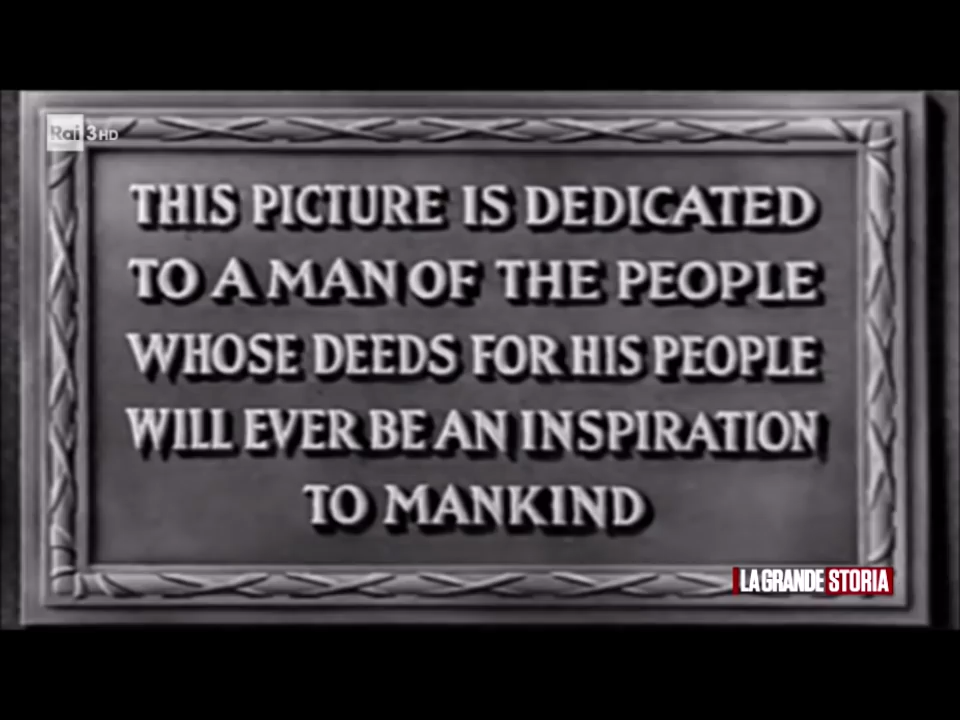 Rai 3HD
THIS PICTURE IS DEDICATED
TO A MAN OF THE PEOPLE
WHOSE DEEDS FOR HIS PEOPLE
WILL EVER BE AN INSPIRATION
TO MANKIND
LA GRANDE STORIA